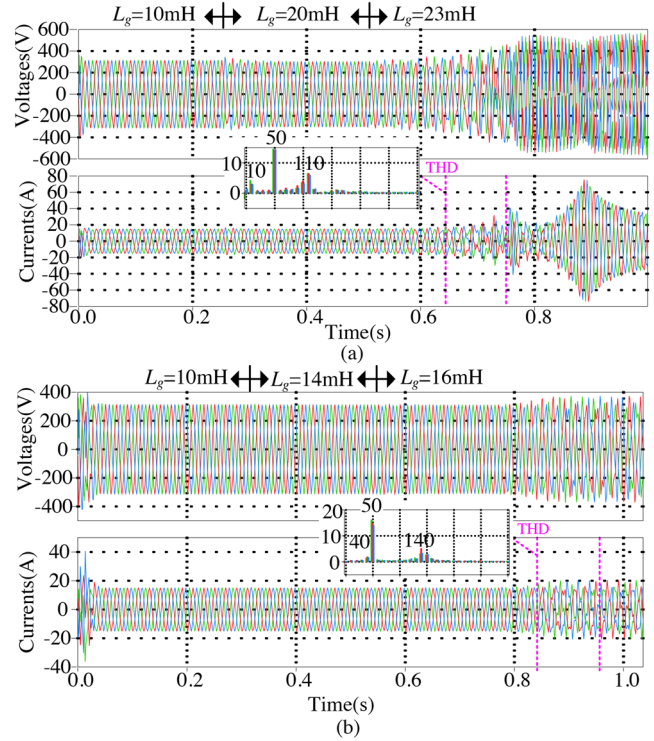 Lg=10mH Lg=20mH Lg=23mH
Voltages(V)
600
400
200
0
-200
-400
-600
50
10
10
110
0
THD
Currents(A)
80
60
40
20
0
-20
-40
-60
-80
0.0 0.2 0.4 0.6 0.8
Time(s)
(a)
Lg=10mH Lg=14mH Lg=16mH
Voltages(V)
400
200
0
-200
-400
20
50
10
40
140
0
THD
Currents(A)
40
20
0
-20
-40
0.0 0.2 0.4 0.6 0.8 1.0
Time(s)
(b)